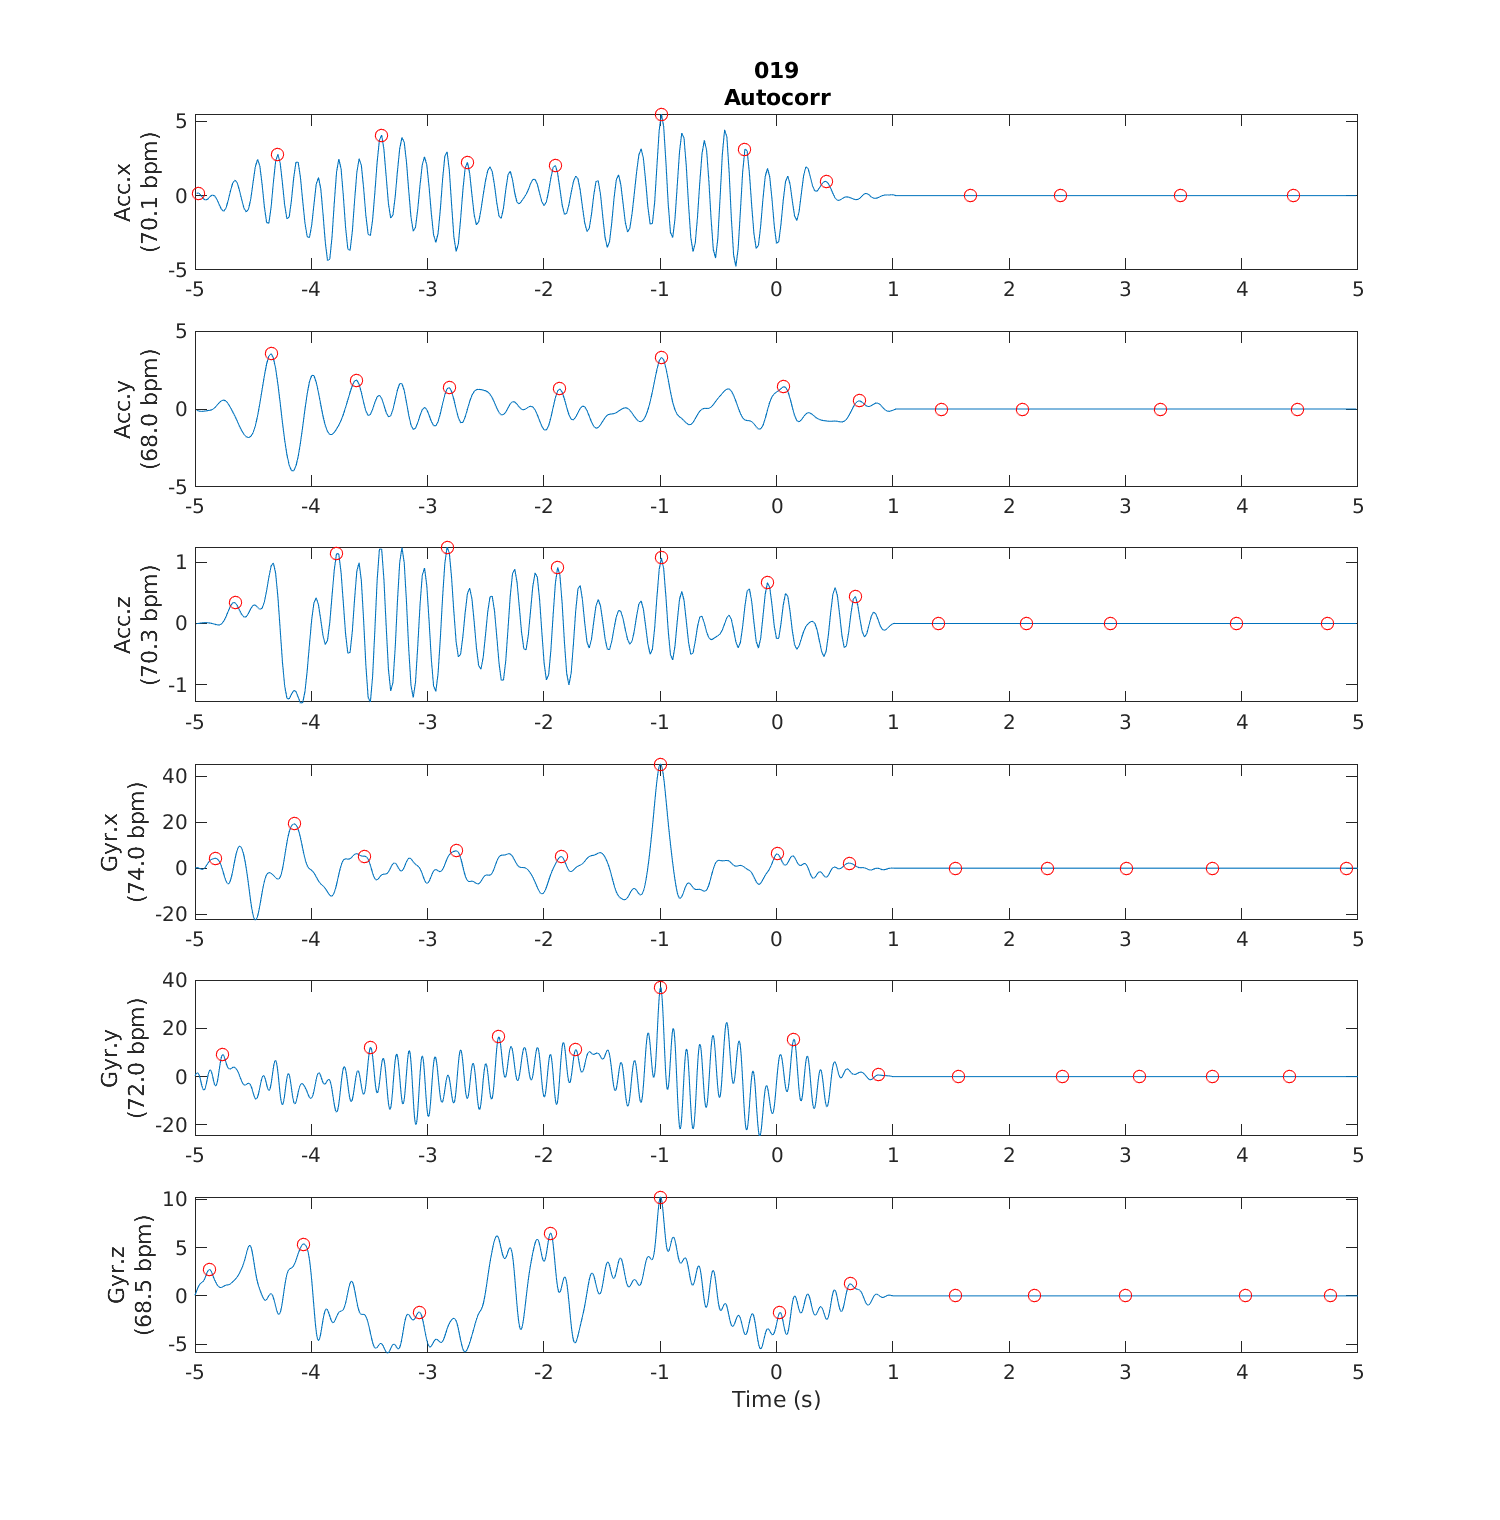 019
Autocorr
Acc.x
(70.1 bpm)
5
0
-5
-5 -4 -3 -2 -1 0 1 2 3 4 5
Acc.y
(68.0 bpm)
5
0
-5
-5 -4 -3 -2 -1 0 1 2 3 4 5
Acc.z
(70.3 bpm)
1
0
-1
-5 -4 -3 -2 -1 0 1 2 3 4 5
Gyr.x
(74.0 bpm)
40
20
0
-20
-5 -4 -3 -2 -1 0 1 2 3 4 5
Gyr.y
(72.0 bpm)
40
20
0
-20
-5 -4 -3 -2 -1 0 1 2 3 4 5
Gyr.z
(68.5 bpm)
10
5
0
-5
-5 -4 -3 -2 -1 0 1 2 3 4 5
Time (s)